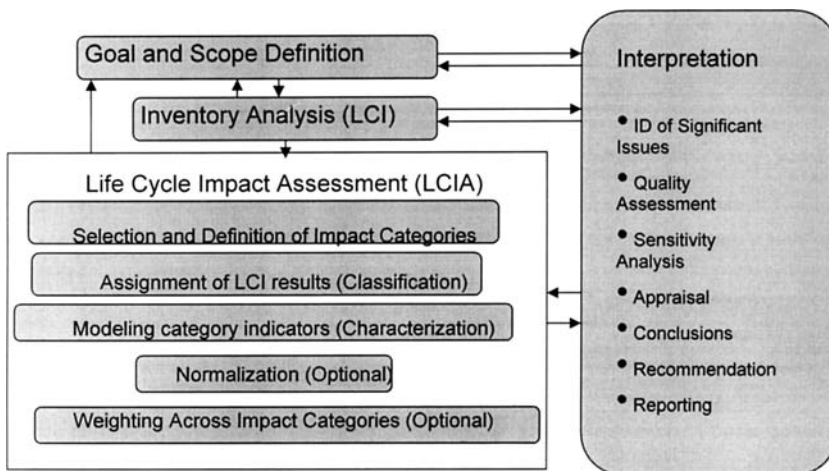 Goal and Scope Definition
Inventory Analysis (LCI)
Life Cycle Impact Assessment (LCIA)
Selection and Definition of Impact Categories
Assignment of LCI results (Classification)
Modeling category indicators (Characterization)
Normalization (Optional)
Weighting Across Impact Categories (Optional)
Interpretation
• ID of Significant
Issues
• Quality
Assessment
• Sensitivity
Analysis
• Appraisal
• Conclusions
• Recommendation
• Reporting